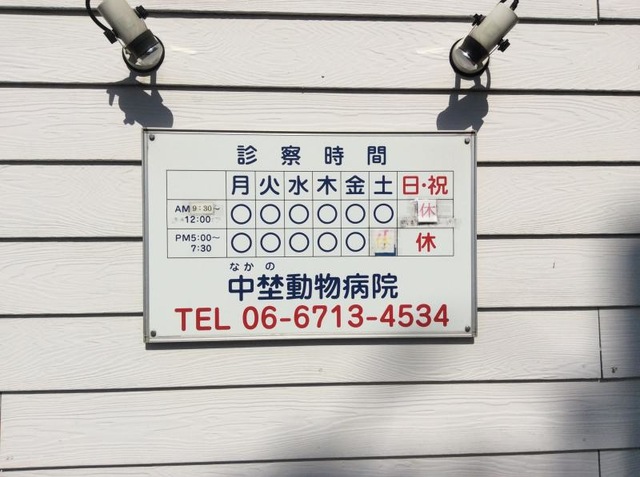 診察時間
月 火 水 木 金 土 日・祝
AM 9:30~ 12:00 ○ ○ ○ ○ ○ ○ 休
PM5:00~ 7:30 ○ ○ ○ ○ ○ 休 休
なかの
中埜動物病院
TEL 06-6713-4534